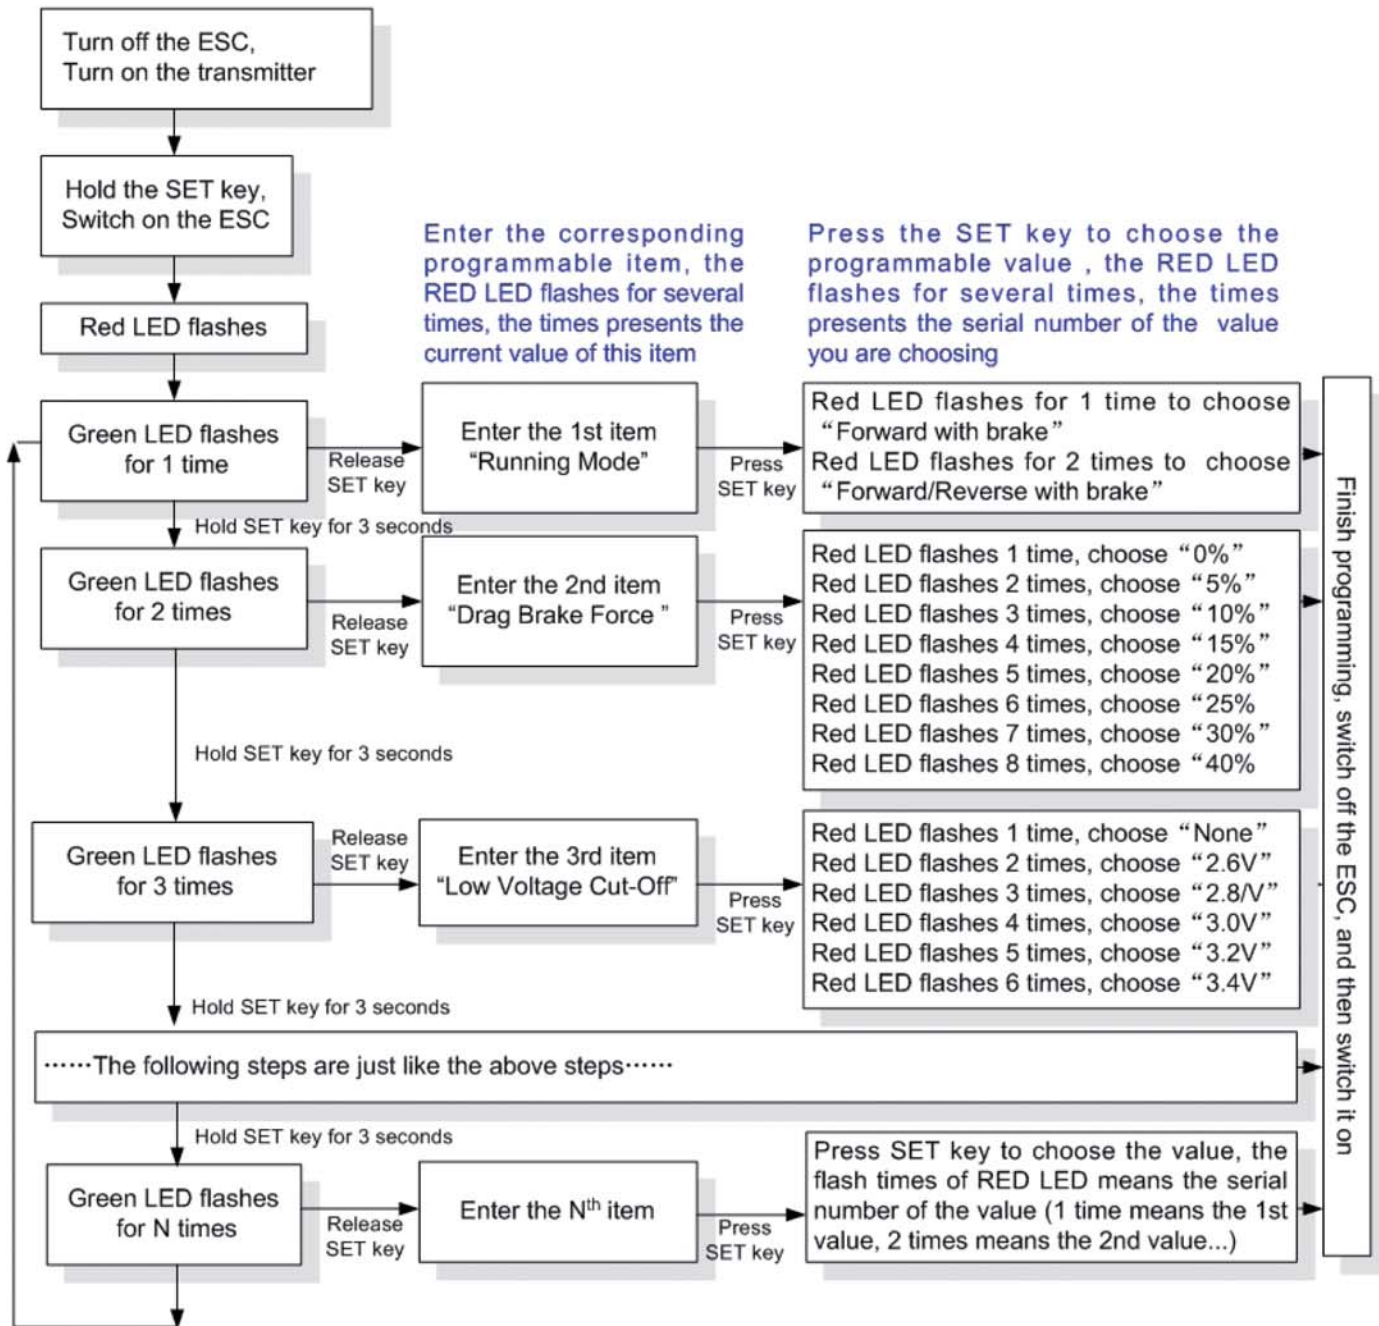 Turn off the ESC,
Turn on the transmitter
Hold the SET key,
Switch on the ESC
Enter the corresponding
programmable item, the
RED LED flashes for several
times, the times presents the
current value of this item
Press the SET key to choose the
programmable value , the RED LED
flashes for several times, the times
presents the serial number of the value
you are choosing
Red LED flashes
Green LED flashes
for 1 time
Release
SET key
Enter the 1st item
“Running Mode”
Press
SET key
Red LED flashes for 1 time to choose
“Forward with brake”
Red LED flashes for 2 times to choose
“Forward/Reverse with brake”
Hold SET key for 3 seconds
Green LED flashes
for 2 times
Release
SET key
Enter the 2nd item
“Drag Brake Force ”
Press
SET key
Red LED flashes 1 time, choose “0%”
Red LED flashes 2 times, choose “5%”
Red LED flashes 3 times, choose “10%”
Red LED flashes 4 times, choose “15%”
Red LED flashes 5 times, choose “20%”
Red LED flashes 6 times, choose “25%
Red LED flashes 7 times, choose “30%”
Red LED flashes 8 times, choose “40%
Hold SET key for 3 seconds
Green LED flashes
for 3 times
Release
SET key
Enter the 3rd item
“Low Voltage Cut-Off”
Press
SET key
Red LED flashes 1 time, choose “None”
Red LED flashes 2 times, choose “2.6V”
Red LED flashes 3 times, choose “2.8/V”
Red LED flashes 4 times, choose “3.0V”
Red LED flashes 5 times, choose “3.2V”
Red LED flashes 6 times, choose “3.4V”
Hold SET key for 3 seconds
······The following steps are just like the above steps······
Hold SET key for 3 seconds
Green LED flashes
for N times
Release
SET key
Enter the Nth item
Press
SET key
Press SET key to choose the value, the
flash times of RED LED means the serial
number of the value (1 time means the 1st
value, 2 times means the 2nd value...)
Finish programming, switch off the ESC, and then switch it on